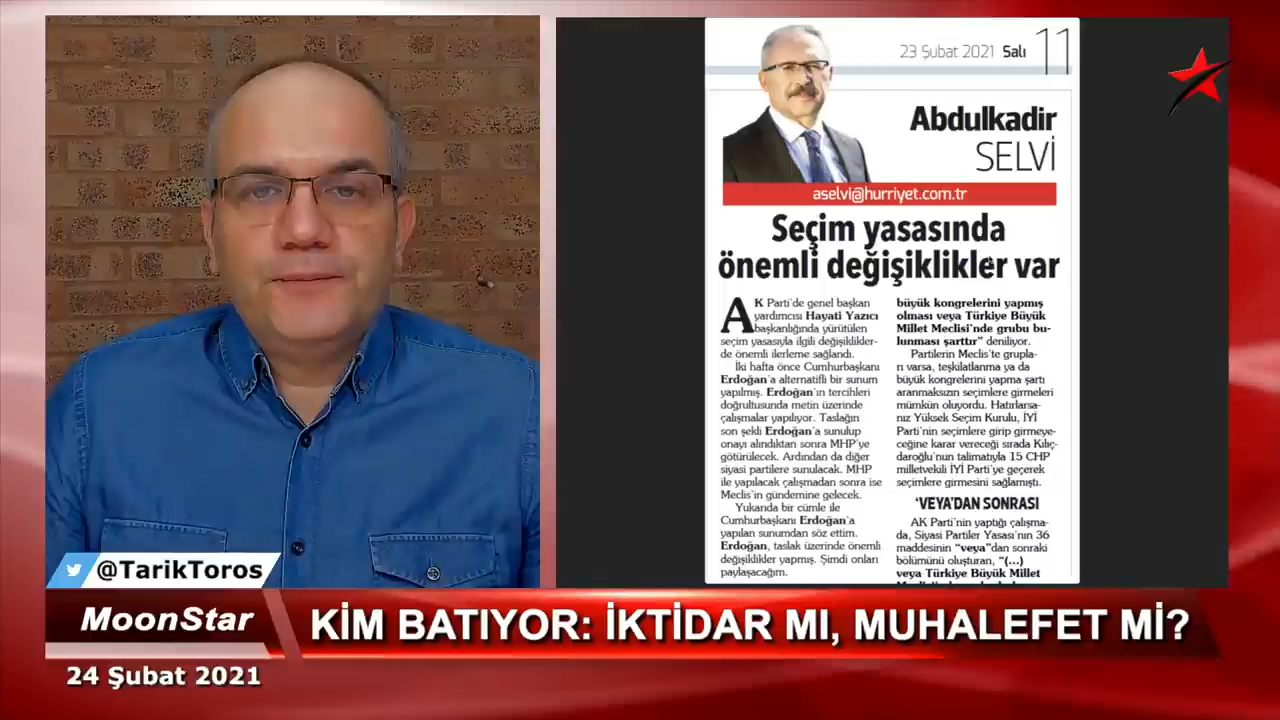 23 Şubat 2021 Salı 11
Abdulkadir
SELVİ
aselvi@hurriyet.com.tr
Seçim yasasında
önemli değişiklikler var
AK Parti'de genel başkan
yardımcısı Hayati Yazıcı
başkanlığında yürütülen
seçim yasasıyla ilgili değişiklikler-
de önemli ilerleme sağlandı.
İki hafta önce Cumhurbaşkanı
Erdoğan'a alternatifli bir sunum
yapılmış. Erdoğan'ın tercihleri
doğrultusunda metin üzerinde
çalışmalar yapılıyor. Taslağın
son şekli Erdoğan'a sunulup
onayı alındıktan sonra MHP'ye
götürülecek. Ardından da diğer
siyasi partilere sunulacak. MHP
ile yapılacak çalışmadan sonra ise
Meclis'in gündemine gelecek.
Yukarıda bir cümle ile
Cumhurbaşkanı Erdoğan'a
yapılan sunumdan söz ettim.
Erdoğan, taslak üzerinde önemli
değişiklikler yapmış. Şimdi onları
paylaşacağım.
büyük kongrelerini yapmış
olması veya Türkiye Büyük
Millet Meclisi'nde grubu bu-
lunması şarttır" deniliyor.
Partilerin Meclis'te grupla-
rı varsa, teşkilatlanma ya da
büyük kongrelerini yapma şartı
aranmaksızın seçimlere girmeleri
mümkün oluyordu. Hatırlarsa-
nız Yüksek Seçim Kurulu, İYİ
Parti'nin seçimlere girip girmeye-
ceğine karar vereceği sırada Kılıç-
daroğlu'nun talimatıyla 15 CHP
milletvekili İYİ Parti'ye geçerek
seçimlere girmesini sağlamıştı.
'VEYA'DAN SONRASI
AK Parti'nin yaptığı çalışma-
da, Siyasi Partiler Yasası'nın 36
maddesinin "veya"dan sonraki
bölümünü oluşturan, "(...)
veya Türkiye Büyük Millet
@TarikToros
MoonStar
KİM BATIYOR: İKTİDAR MI, MUHALEFET Mİ?
24 Şubat 2021